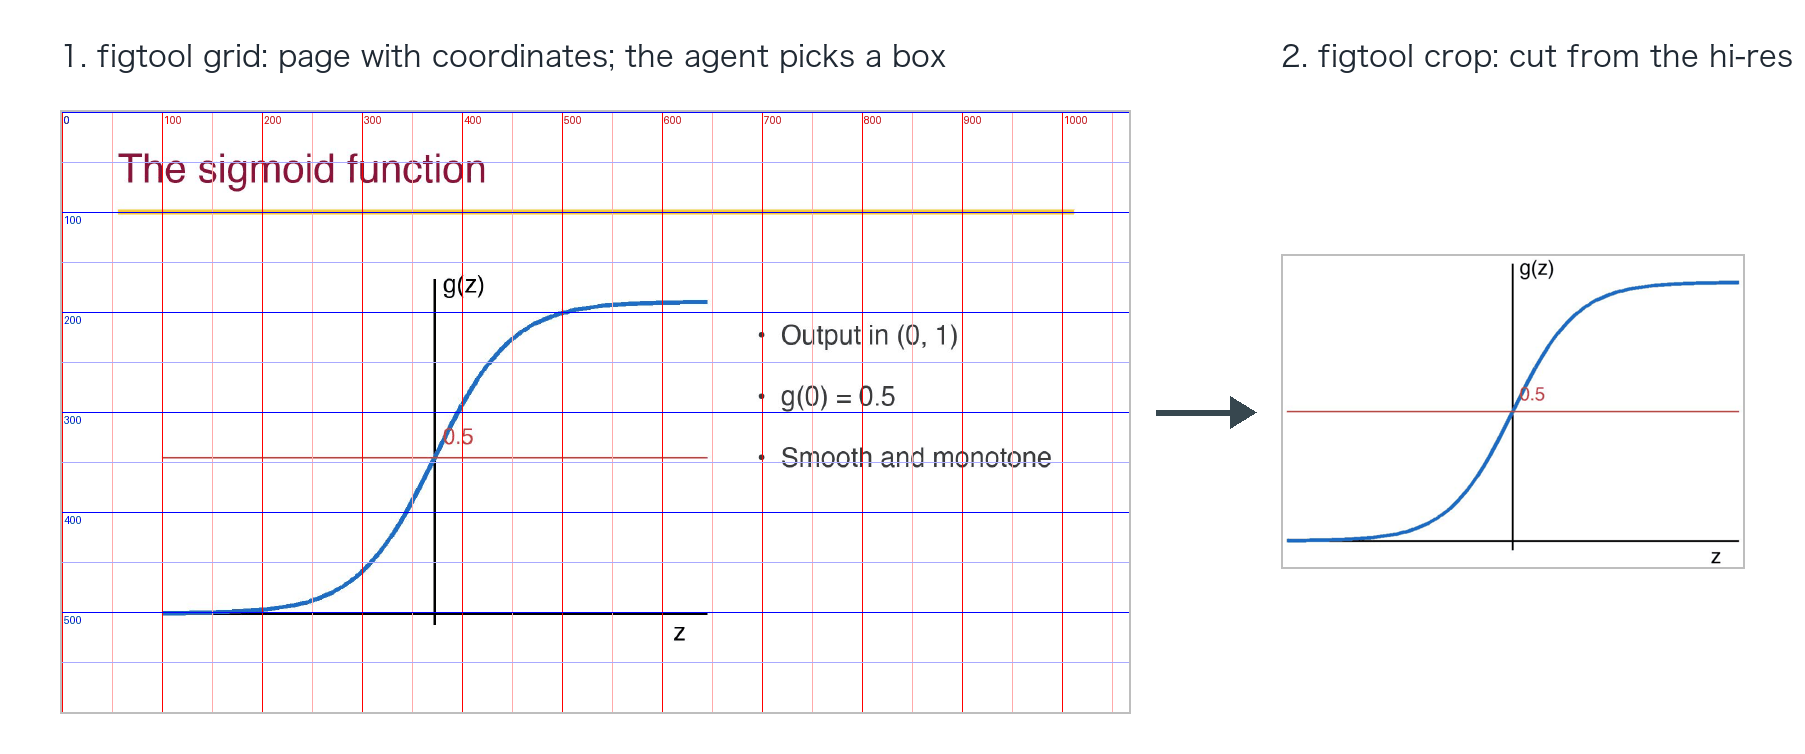 1. figtool grid: page with coordinates; the agent picks a box
0 100 200 300 400 500 600 700 800 900 1000
The sigmoid function
100
g(z)
200
• Output in (0, 1)
• g(0) = 0.5
300
0.5
• Smooth and monotone
400
500
z
2. figtool crop: cut from the hi-res
g(z)
0.5
z